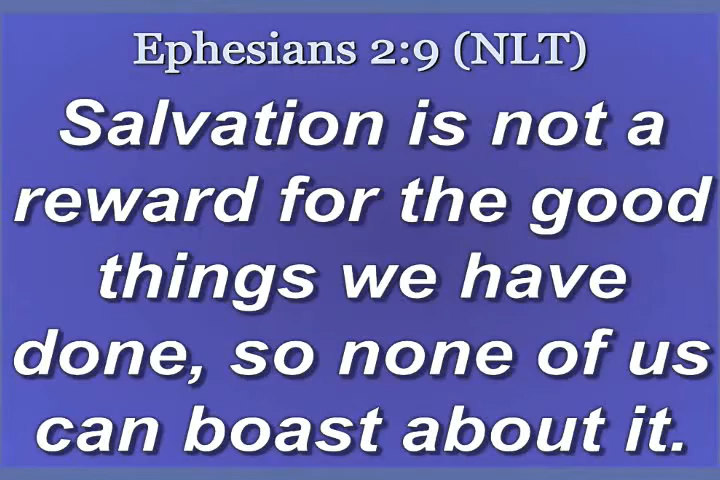 Ephesians 2:9 (NLT)
Salvation is not a
reward for the good
things we have
done, so none of us
can boast about it.